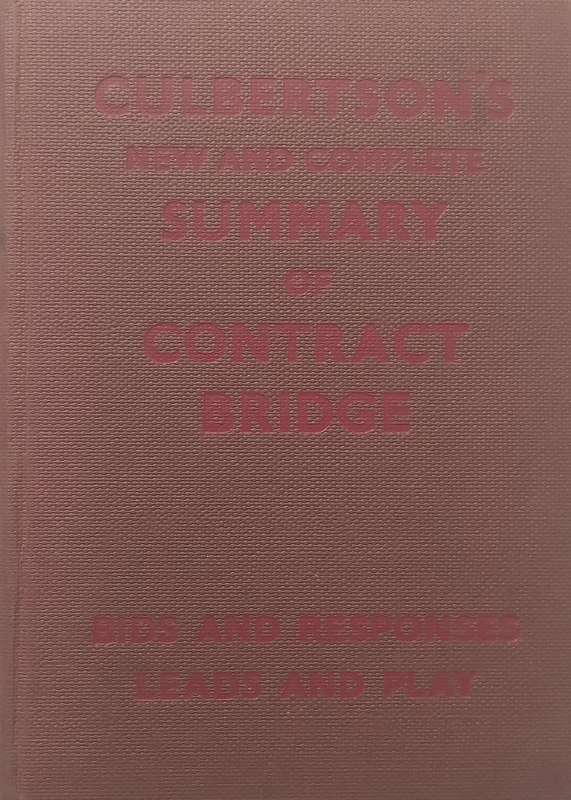 CULBERTSON'S
NEW AND COMPLETE
SUMMARY
OF
CONTRACT
BRIDGE
BIDS AND RESPONSES
LEADS AND PLAY